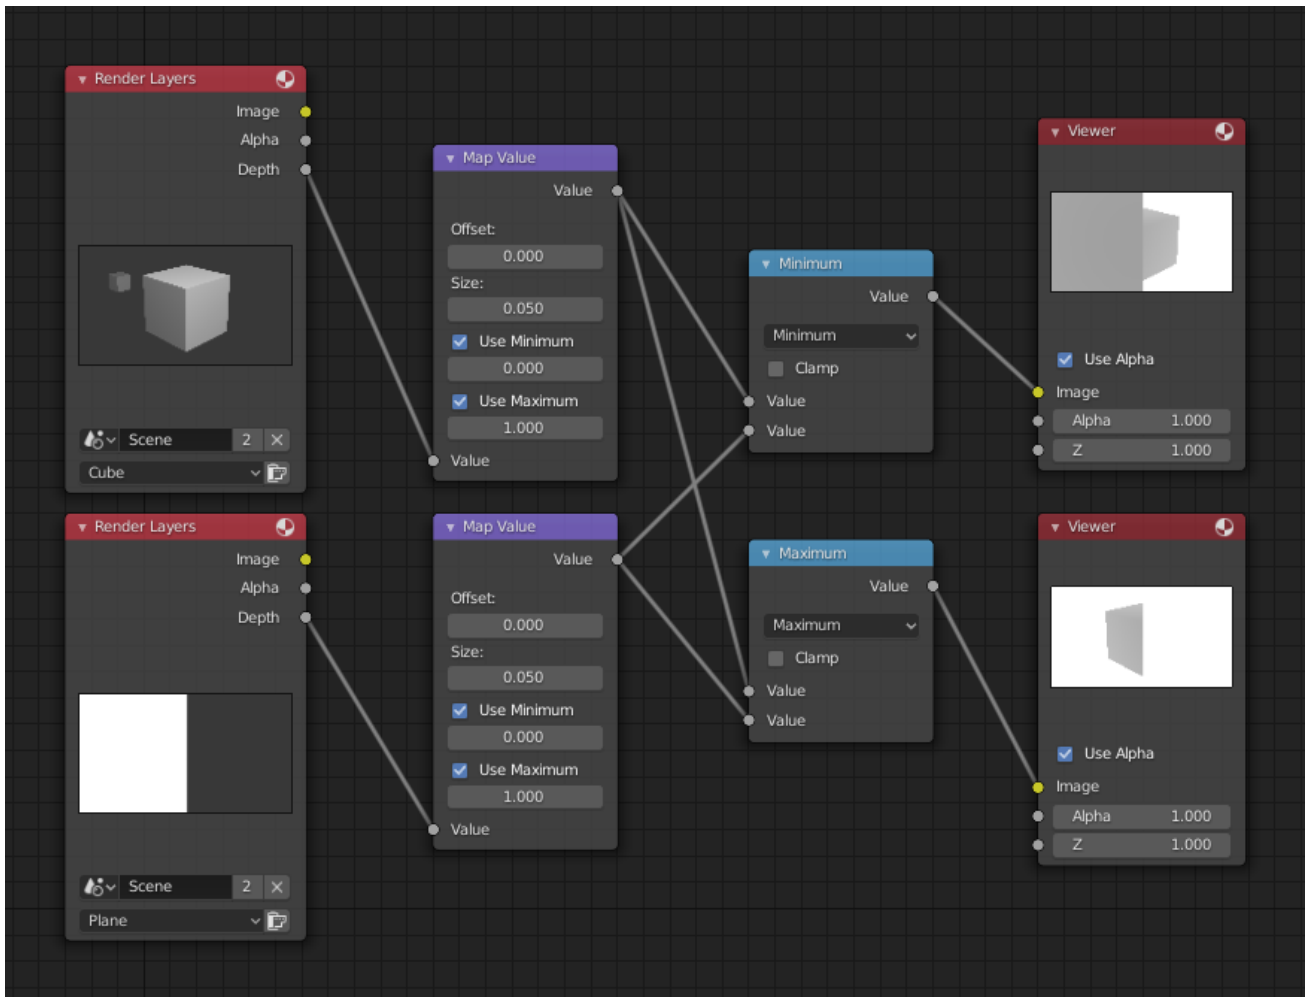 Render Layers
Image
Alpha
Depth
Scene 2
Cube
Render Layers
Image
Alpha
Depth
Scene 2
Plane
Map Value
Value
Offset:
0.000
Size:
0.050
Use Minimum
0.000
Use Maximum
1.000
Value
Map Value
Value
Offset:
0.000
Size:
0.050
Use Minimum
0.000
Use Maximum
1.000
Value
Minimum
Value
Minimum
Clamp
Value
Value
Maximum
Value
Maximum
Clamp
Value
Value
Viewer
Use Alpha
Image
Alpha 1.000
Z 1.000
Viewer
Use Alpha
Image
Alpha 1.000
Z 1.000